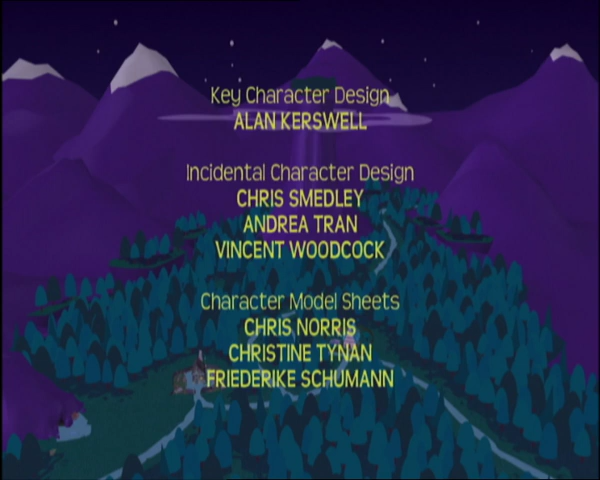 Key Character Design
ALAN KERSWELL
Incidental Character Design
CHRIS SMEDLEY
ANDREA TRAN
VINCENT WOODCOCK
Character Model Sheets
CHRIS NORRIS
CHRISTINE TYNAN
FRIEDERIKE SCHUMANN